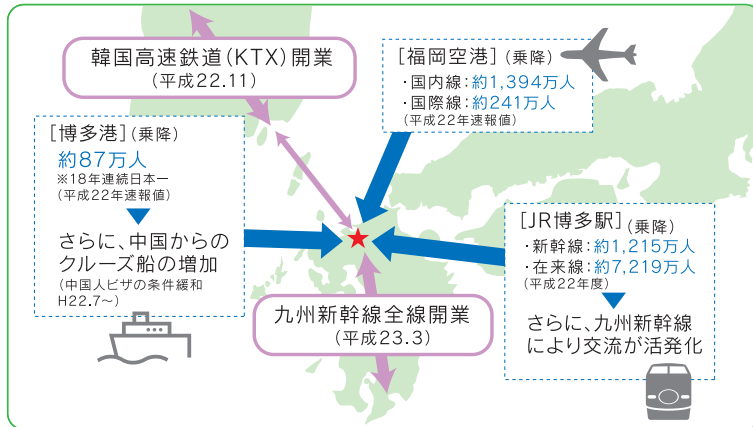 韓国高速鉄道(KTX)開業
(平成22.11)
[福岡空港](乗降)
・国内線:約1,394万人
・国際線:約241万人
(平成22年速報値)
[博多港](乗降)
約87万人
※18年連続日本一
(平成22年速報値)
さらに、中国からの
クルーズ船の増加
(中国人ビザの条件緩和
H22.7~)
[JR博多駅](乗降)
・新幹線:約1,215万人
・在来線:約7,219万人
(平成22年度)
さらに、九州新幹線
により交流が活発化
九州新幹線全線開業
(平成23.3)